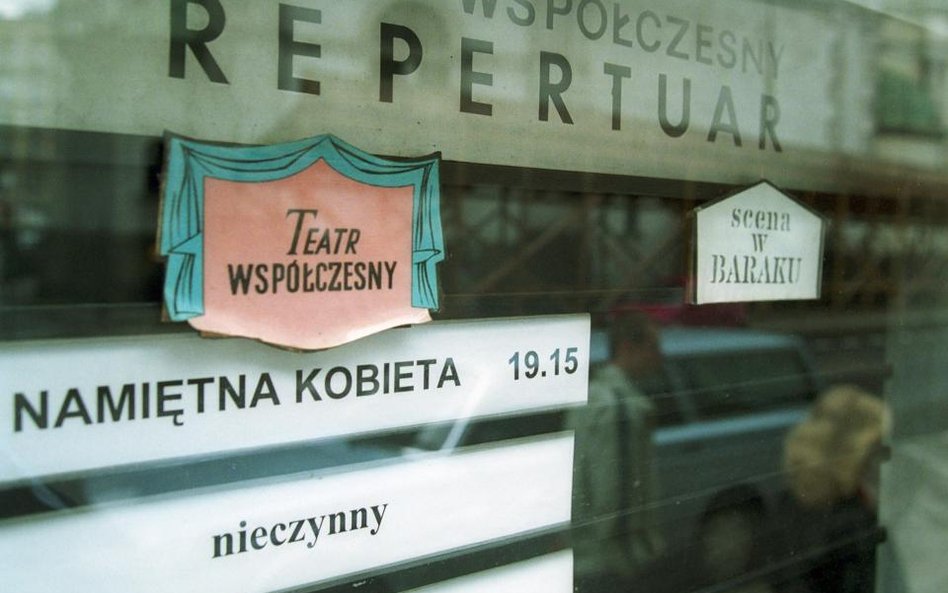 WSPÓŁCZESNY
REPERTUAR
TEATR
WSPÓŁCZESNY
scena
w
BARAKU
NAMIĘTNA KOBIETA 19.15
nieczynny